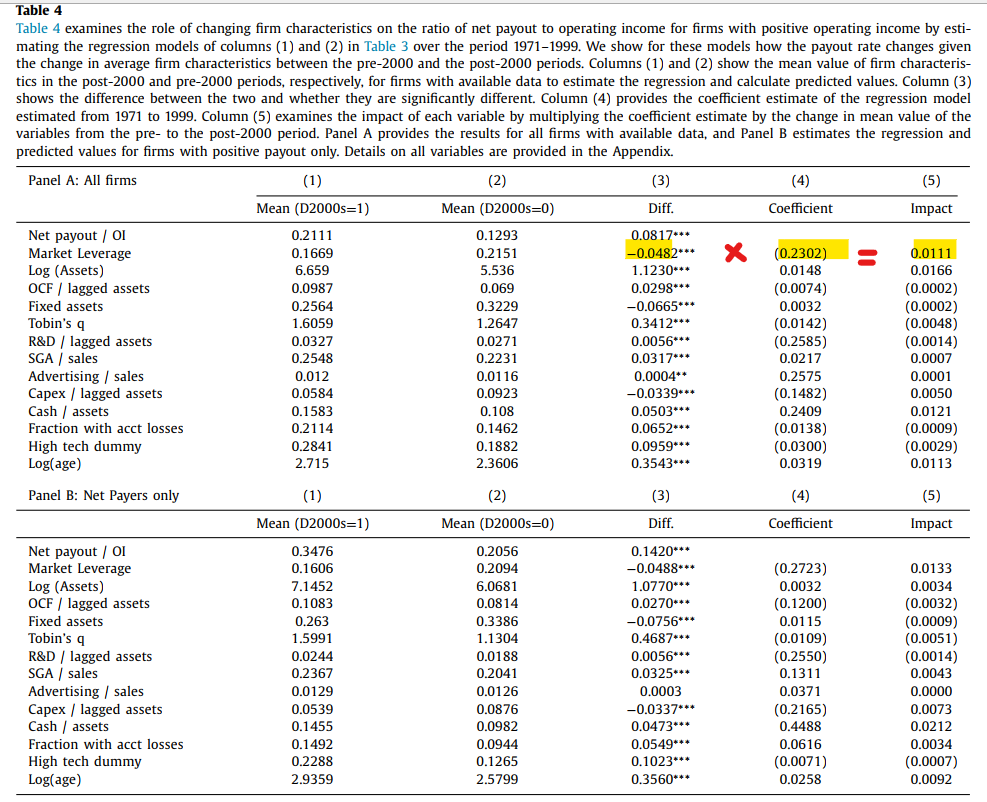 Table 4
Table 4 examines the role of changing firm characteristics on the ratio of net payout to operating income for firms with positive operating income by esti-
mating the regression models of columns (1) and (2) in Table 3 over the period 1971–1999. We show for these models how the payout rate changes given
the change in average firm characteristics between the pre-2000 and the post-2000 periods. Columns (1) and (2) show the mean value of firm characteris-
tics in the post-2000 and pre-2000 periods, respectively, for firms with available data to estimate the regression and calculate predicted values. Column (3)
shows the difference between the two and whether they are significantly different. Column (4) provides the coefficient estimate of the regression model
estimated from 1971 to 1999. Column (5) examines the impact of each variable by multiplying the coefficient estimate by the change in mean value of the
variables from the pre- to the post-2000 period. Panel A provides the results for all firms with available data, and Panel B estimates the regression and
predicted values for firms with positive payout only. Details on all variables are provided in the Appendix.
Panel A: All firms (1) (2) (3) (4) (5)
Mean (D2000s=1) Mean (D2000s=0) Diff. Coefficient Impact
Net payout / OI 0.2111 0.1293 0.0817***
Market Leverage 0.1669 0.2151 −0.0482*** × (0.2302) = 0.0111
Log (Assets) 6.659 5.536 1.1230*** 0.0148 0.0166
OCF / lagged assets 0.0987 0.069 0.0298*** (0.0074) (0.0002)
Fixed assets 0.2564 0.3229 −0.0665*** 0.0032 (0.0002)
Tobin's q 1.6059 1.2647 0.3412*** (0.0142) (0.0048)
R&D / lagged assets 0.0327 0.0271 0.0056*** (0.2585) (0.0014)
SGA / sales 0.2548 0.2231 0.0317*** 0.0217 0.0007
Advertising / sales 0.012 0.0116 0.0004** 0.2575 0.0001
Capex / lagged assets 0.0584 0.0923 −0.0339*** (0.1482) 0.0050
Cash / assets 0.1583 0.108 0.0503*** 0.2409 0.0121
Fraction with acct losses 0.2114 0.1462 0.0652*** (0.0138) (0.0009)
High tech dummy 0.2841 0.1882 0.0959*** (0.0300) (0.0029)
Log(age) 2.715 2.3606 0.3543*** 0.0319 0.0113
Panel B: Net Payers only (1) (2) (3) (4) (5)
Mean (D2000s=1) Mean (D2000s=0) Diff. Coefficient Impact
Net payout / OI 0.3476 0.2056 0.1420***
Market Leverage 0.1606 0.2094 −0.0488*** (0.2723) 0.0133
Log (Assets) 7.1452 6.0681 1.0770*** 0.0032 0.0034
OCF / lagged assets 0.1083 0.0814 0.0270*** (0.1200) (0.0032)
Fixed assets 0.263 0.3386 −0.0756*** 0.0115 (0.0009)
Tobin's q 1.5991 1.1304 0.4687*** (0.0109) (0.0051)
R&D / lagged assets 0.0244 0.0188 0.0056*** (0.2550) (0.0014)
SGA / sales 0.2367 0.2041 0.0325*** 0.1311 0.0043
Advertising / sales 0.0129 0.0126 0.0003 0.0371 0.0000
Capex / lagged assets 0.0539 0.0876 −0.0337*** (0.2165) 0.0073
Cash / assets 0.1455 0.0982 0.0473*** 0.4488 0.0212
Fraction with acct losses 0.1492 0.0944 0.0549*** 0.0616 0.0034
High tech dummy 0.2288 0.1265 0.1023*** (0.0071) (0.0007)
Log(age) 2.9359 2.5799 0.3560*** 0.0258 0.0092